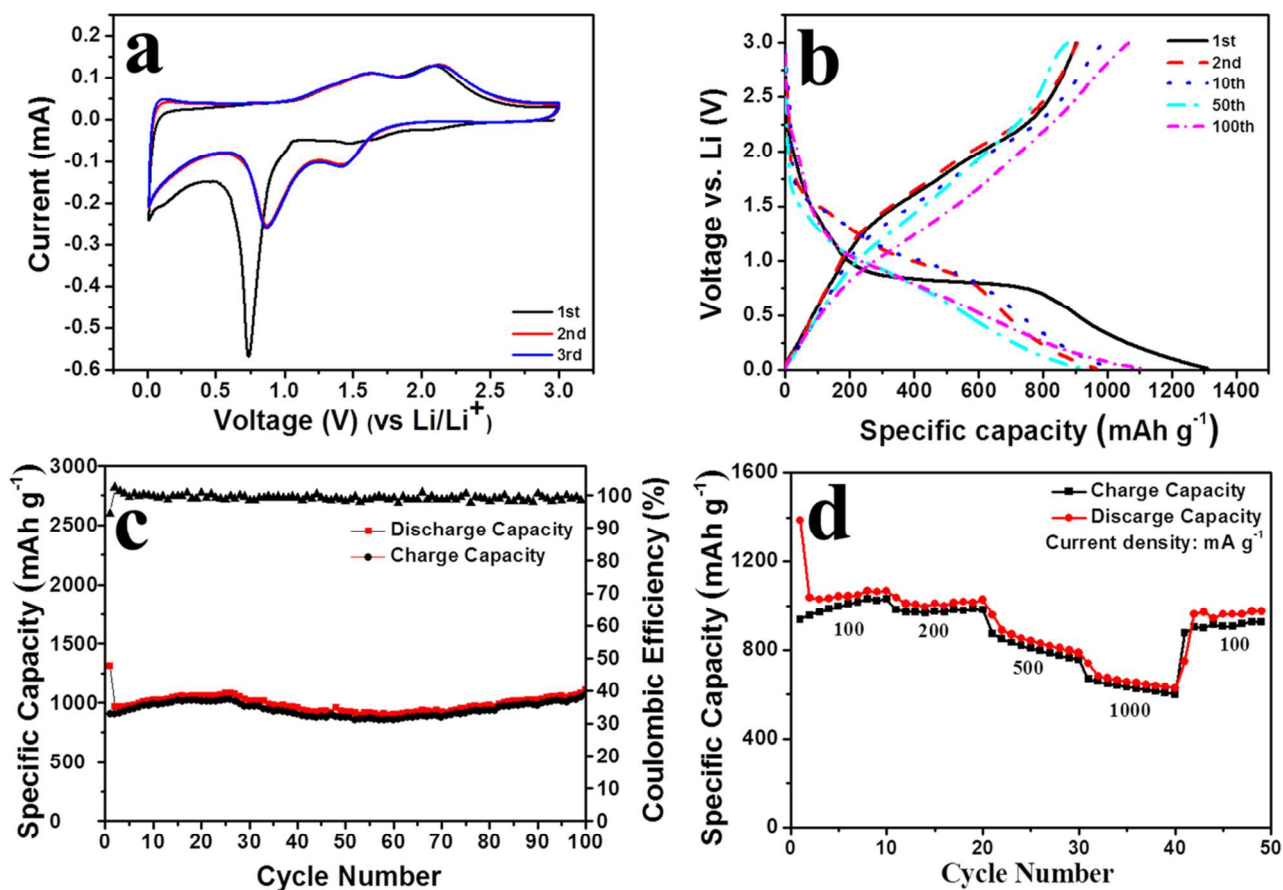 a
0.2
0.1
0.0
-0.1
-0.2
-0.3
-0.4
-0.5
-0.6
Current (mA)
1st
2nd
3rd
0.0 0.5 1.0 1.5 2.0 2.5 3.0
Voltage (V) (vs Li/Li⁺)
b
3.0
2.5
2.0
1.5
1.0
0.5
0.0
Voltage vs. Li (V)
1st
2nd
10th
50th
100th
0 200 400 600 800 1000 1200 1400
Specific capacity (mAh g⁻¹)
c
3000
2750
2500
2250
2000
1750
1500
1250
1000
750
500
250
0
Specific Capacity (mAh g⁻¹)
Discharge Capacity
Charge Capacity
100
90
80
70
60
50
40
30
20
10
0
Coulombic Efficiency (%)
0 10 20 30 40 50 60 70 80 90 100
Cycle Number
d
1600
1200
800
400
0
Specific Capacity (mAh g⁻¹)
Charge Capacity
Discarge Capacity
Current density: mA g⁻¹
100
200
500
1000
100
0 10 20 30 40 50
Cycle Number